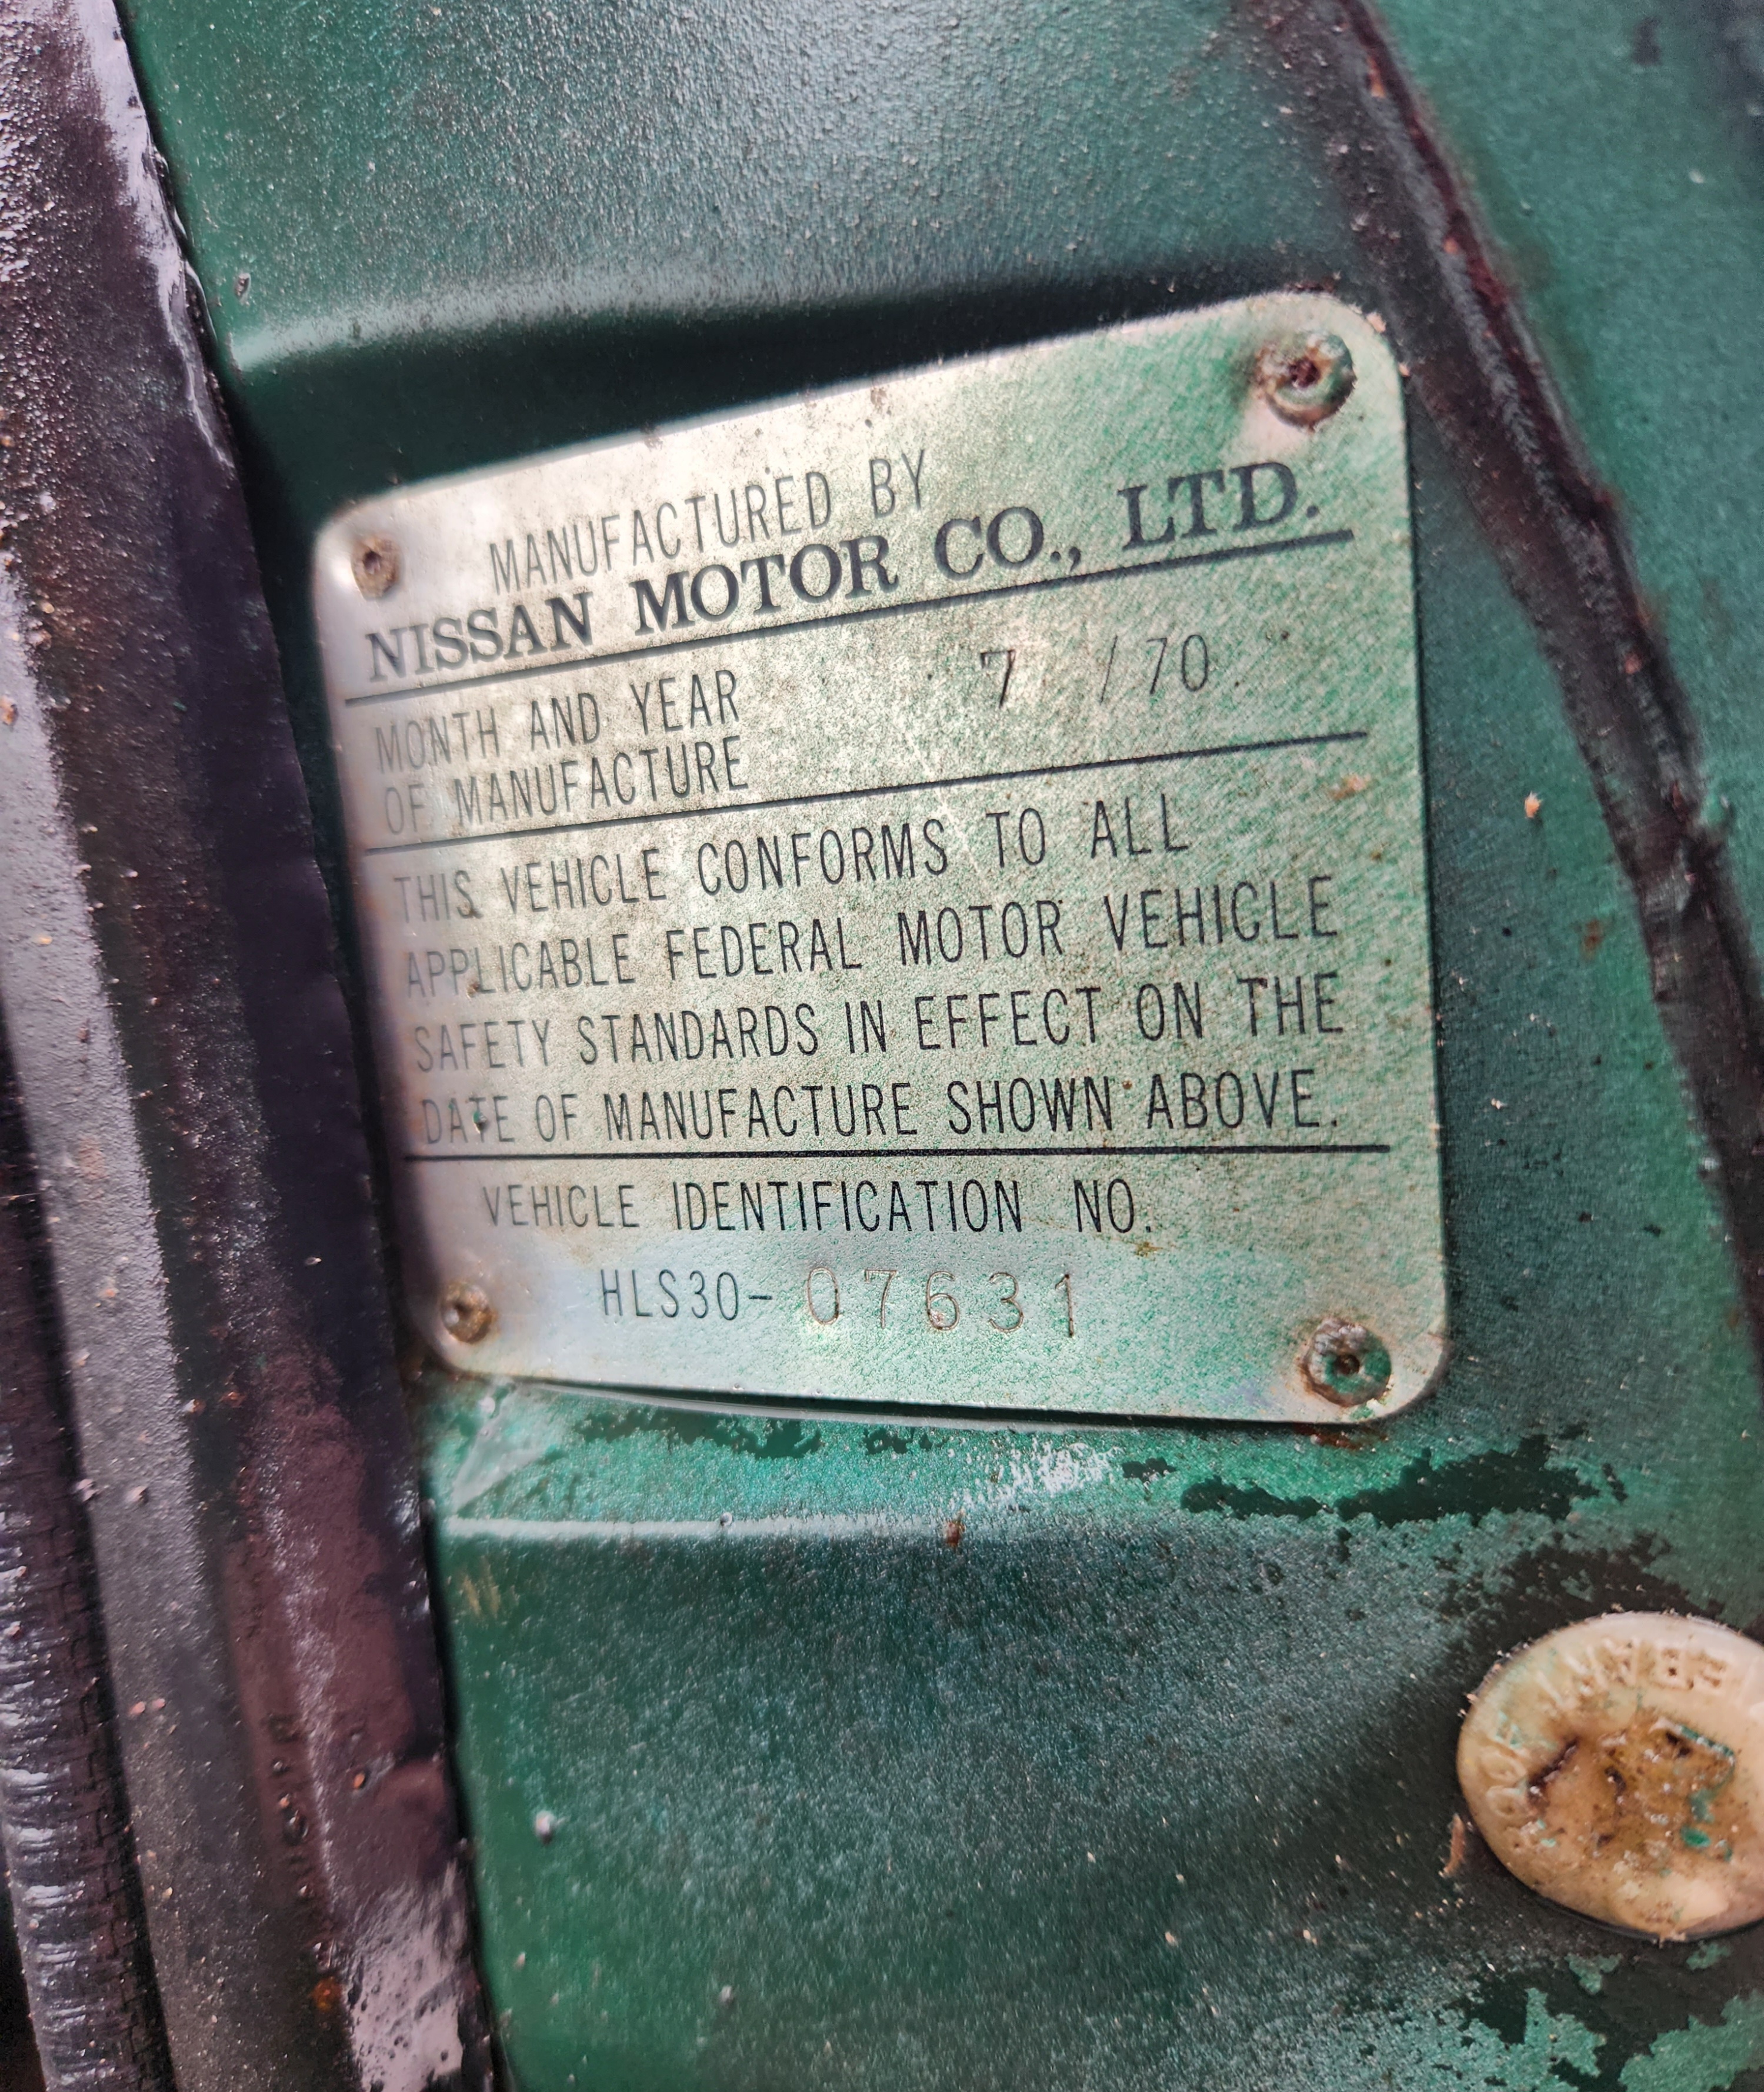 MANUFACTURED BY
NISSAN MOTOR CO., LTD.
MONTH AND YEAR
OF MANUFACTURE 7 / 70
THIS VEHICLE CONFORMS TO ALL
APPLICABLE FEDERAL MOTOR VEHICLE
SAFETY STANDARDS IN EFFECT ON THE
DATE OF MANUFACTURE SHOWN ABOVE.
VEHICLE IDENTIFICATION NO.
HLS30-07631